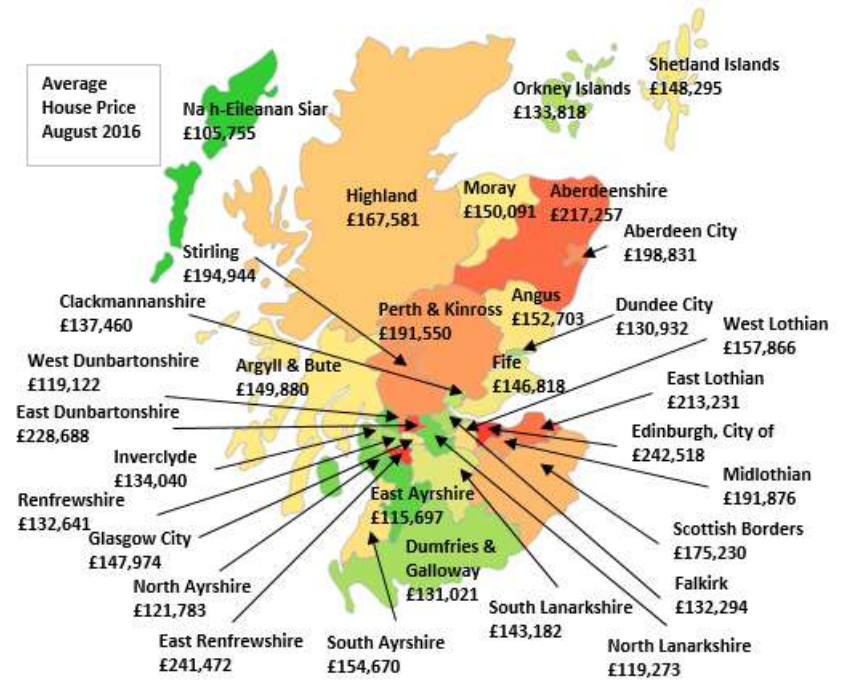 Average
House Price
August 2016
Na h-Eileanan Siar
£105,755
Orkney Islands
£133,818
Shetland Islands
£148,295
Highland
£167,581
Moray
£150,091
Aberdeenshire
£217,257
Aberdeen City
£198,831
Stirling
£194,944
Clackmannanshire
£137,460
Perth & Kinross
£191,550
Angus
£152,703
Dundee City
£130,932
West Lothian
£157,866
West Dunbartonshire
£119,122
Argyll & Bute
£149,880
Fife
£146,818
East Lothian
£213,231
East Dunbartonshire
£228,688
Edinburgh, City of
£242,518
Inverclyde
£134,040
Midlothian
£191,876
Renfrewshire
£132,641
East Ayrshire
£115,697
Glasgow City
£147,974
Scottish Borders
£175,230
Dumfries &
Galloway
£131,021
North Ayrshire
£121,783
Falkirk
£132,294
South Lanarkshire
£143,182
East Renfrewshire
£241,472
South Ayrshire
£154,670
North Lanarkshire
£119,273